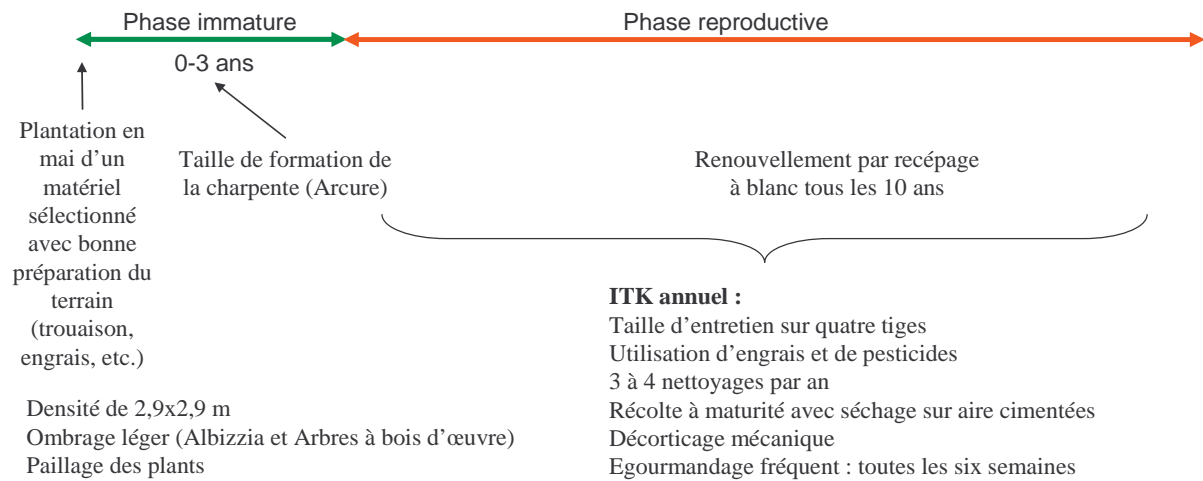 Phase immature
Phase reproductive
0-3 ans
Plantation en
mai d’un
matériel
sélectionné
avec bonne
préparation du
terrain
(trouaison,
engrais, etc.)
Taille de formation de
la charpente (Arcure)
Renouvellement par recépage
à blanc tous les 10 ans
Densité de 2,9x2,9 m
Ombrage léger (Albizzia et Arbres à bois d’œuvre)
Paillage des plants
ITK annuel :
Taille d’entretien sur quatre tiges
Utilisation d’engrais et de pesticides
3 à 4 nettoyages par an
Récolte à maturité avec séchage sur aire cimentées
Décorticage mécanique
Egourmandage fréquent : toutes les six semaines